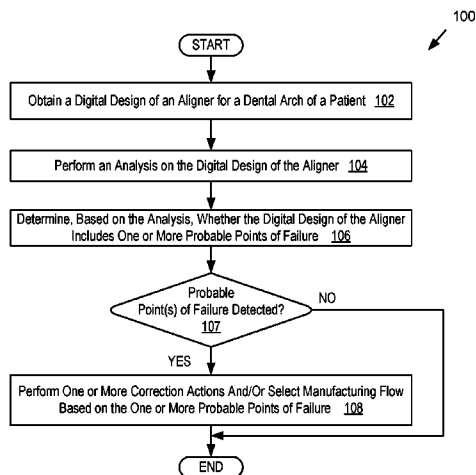 100
START
Obtain a Digital Design of an Aligner for a Dental Arch of a Patient 102
Perform an Analysis on the Digital Design of the Aligner 104
Determine, Based on the Analysis, Whether the Digital Design of the Aligner
Includes One or More Probable Points of Failure 106
Probable
Point(s) of Failure Detected?
107
NO
YES
Perform One or More Correction Actions And/Or Select Manufacturing Flow
Based on the One or More Probable Points of Failure 108
END